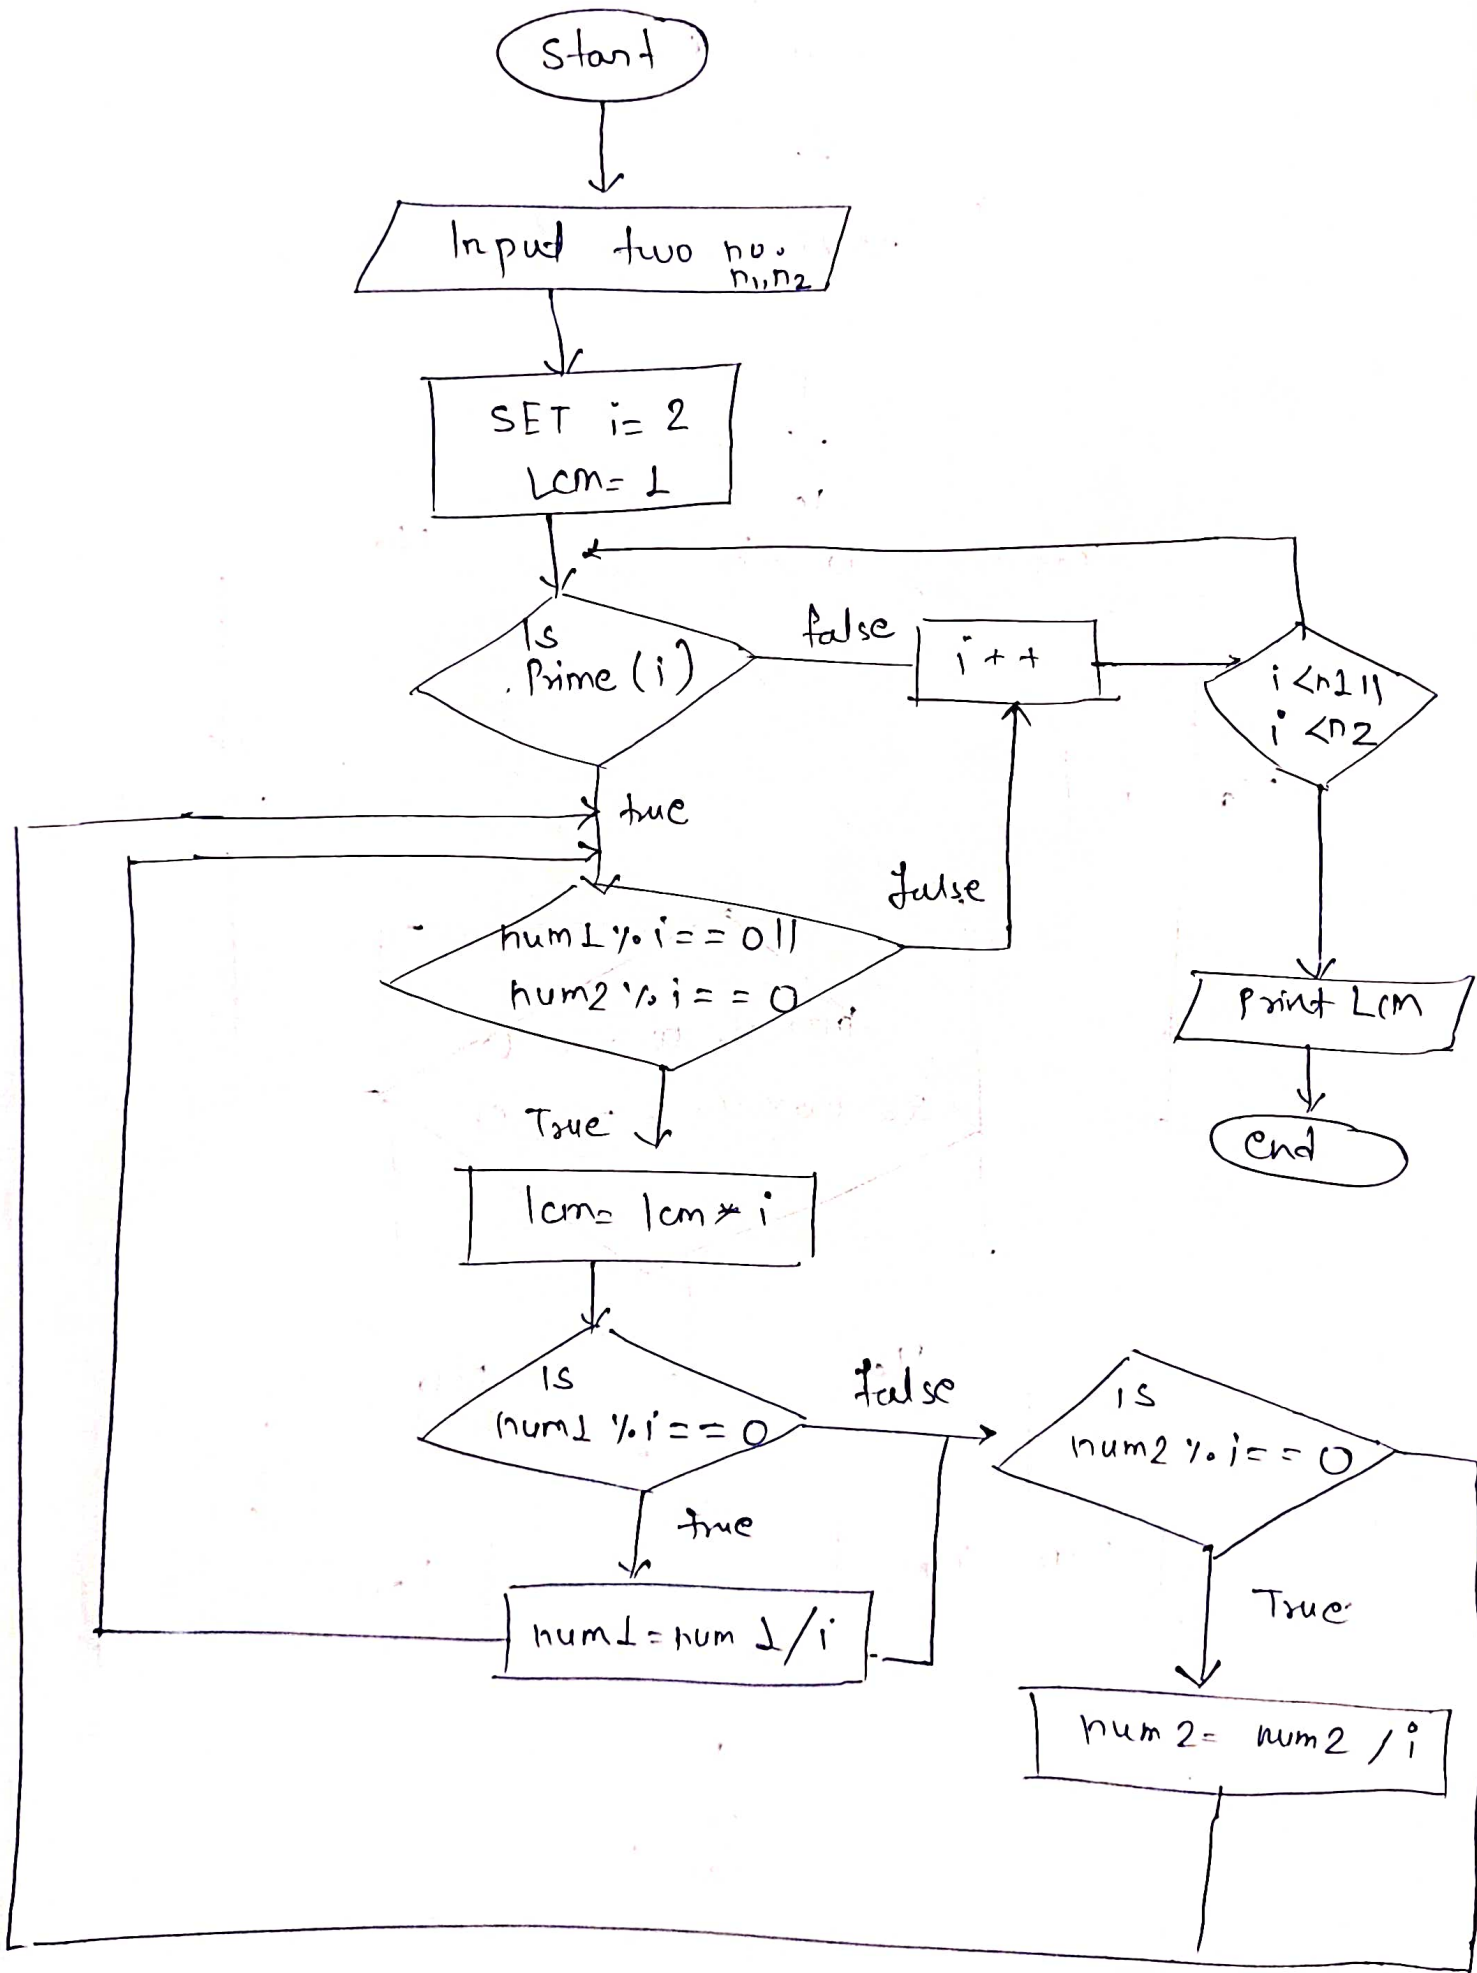 Start
Input two no.
n1,n2
SET i= 2
Lcm= 1
Is
Prime (i)
false
i++
i <n1 ||
i <n2
true
num1 % i == 0 ||
num2 % i == 0
false
True
Print Lcm
end
lcm= lcm * i
is
num1 % i == 0
false
is
num2 % i == 0
true
True
num1 = num 1/i
num 2= num2 / i